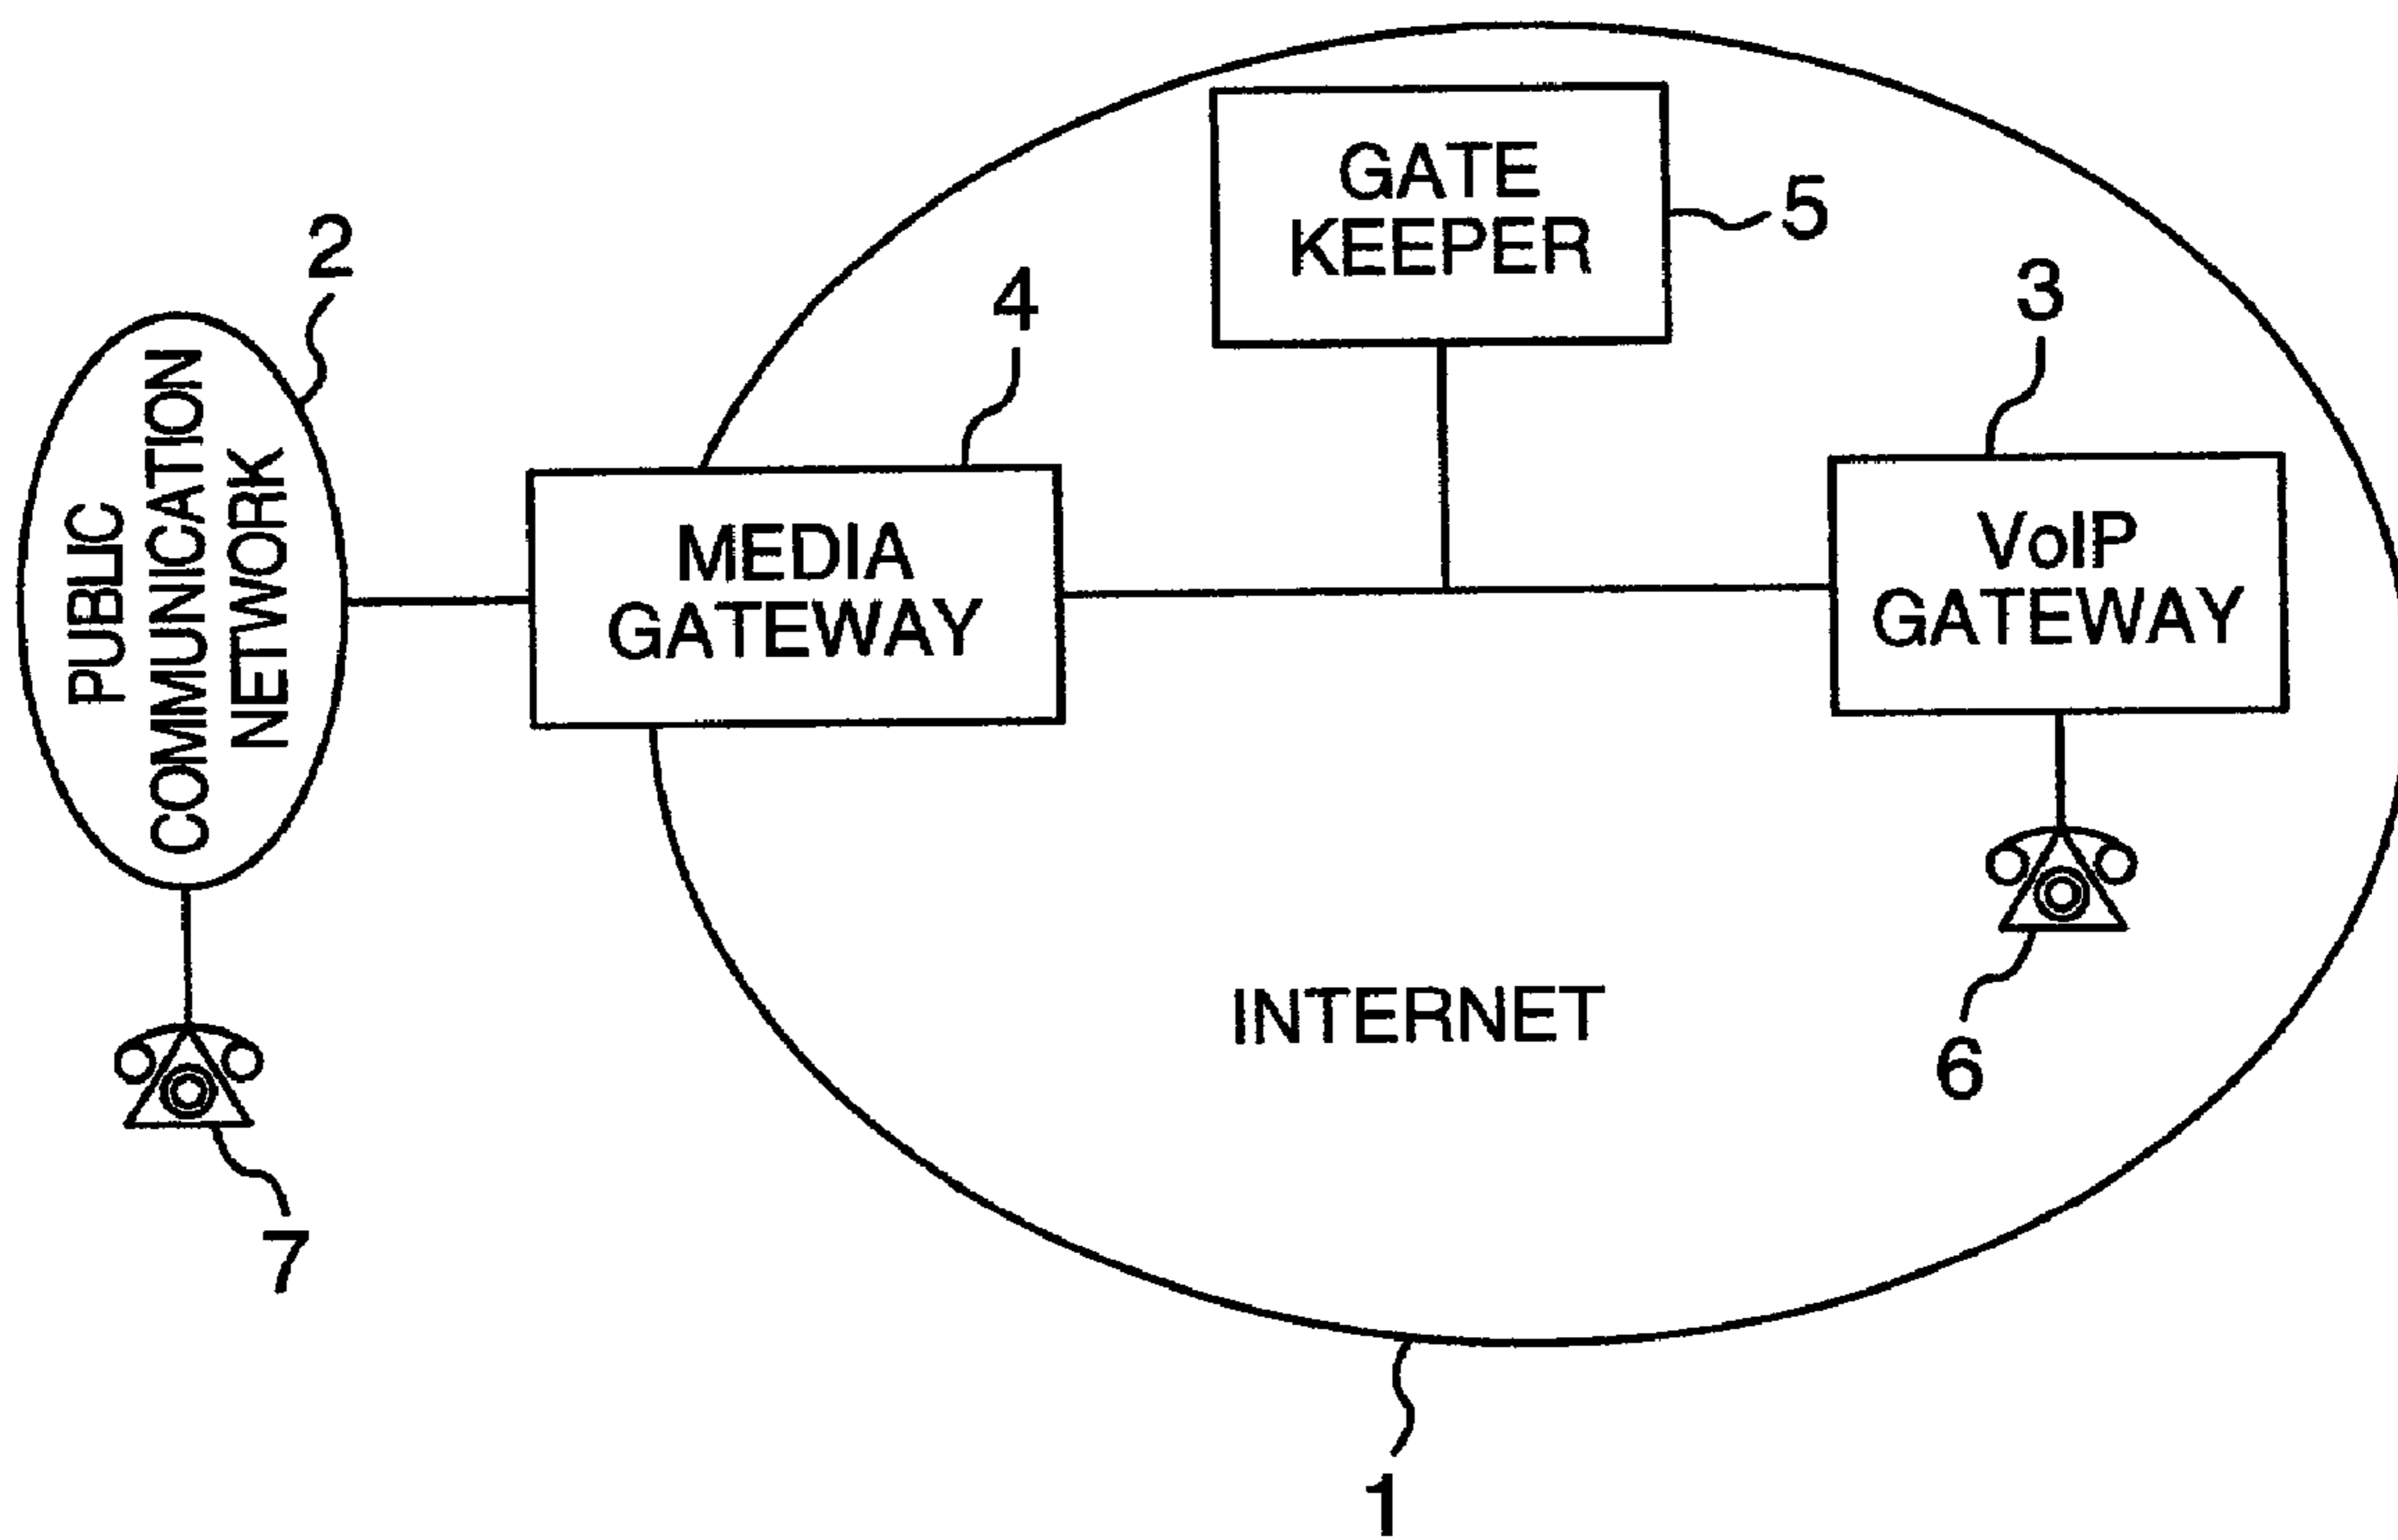 GATE
KEEPER
5
2
4
3
PUBLIC
COMMUNICATION
NETWORK
MEDIA
GATEWAY
VoIP
GATEWAY
INTERNET
6
7
1